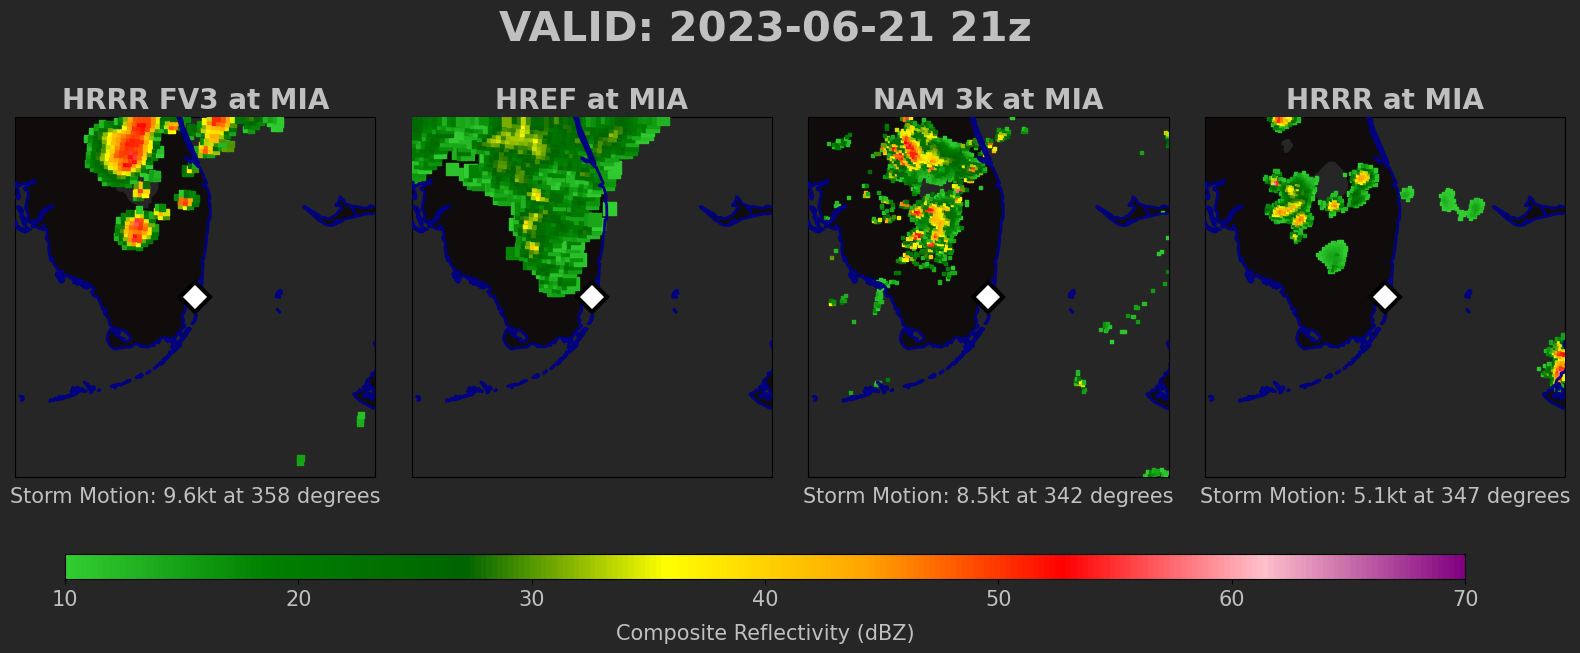 VALID: 2023-06-21 21z
HRRR FV3 at MIA
HREF at MIA
NAM 3k at MIA
HRRR at MIA
Storm Motion: 9.6kt at 358 degrees
Storm Motion: 8.5kt at 342 degrees
Storm Motion: 5.1kt at 347 degrees
10 20 30 40 50 60 70
Composite Reflectivity (dBZ)